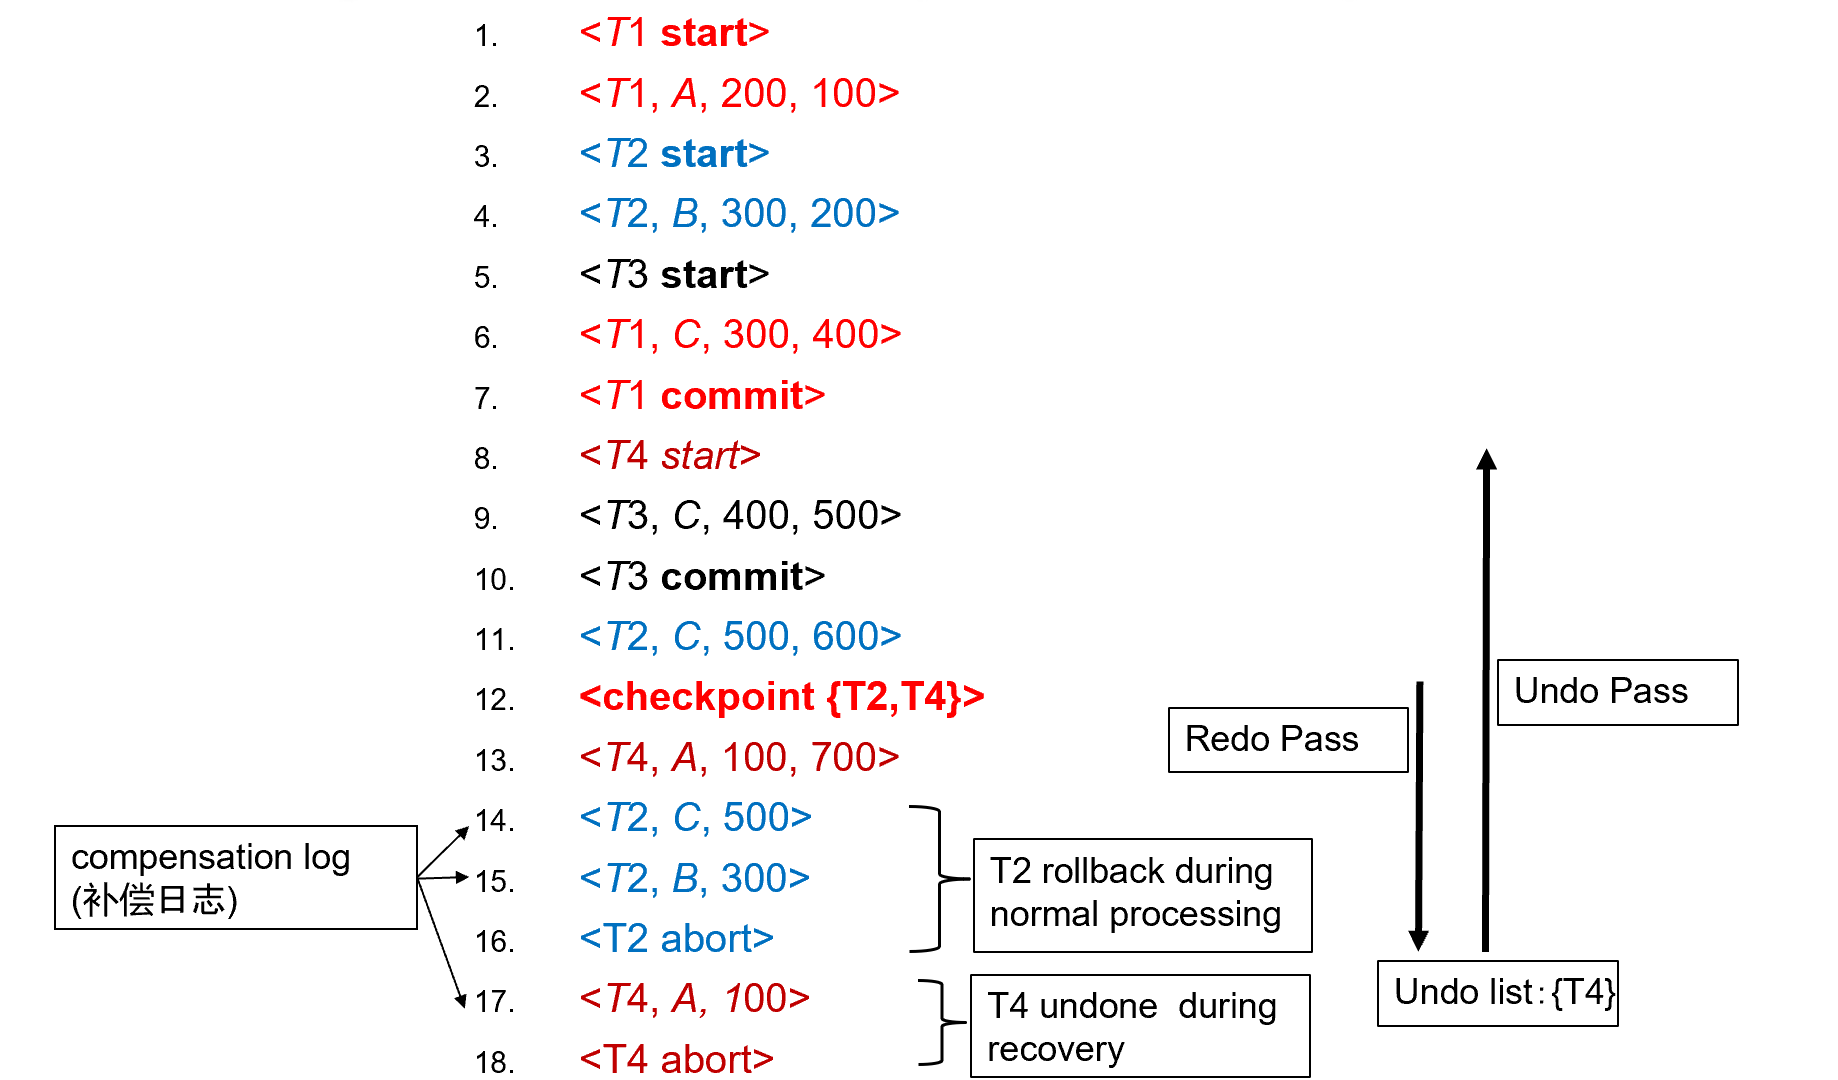 1. <T1 start>
2. <T1, A, 200, 100>
3. <T2 start>
4. <T2, B, 300, 200>
5. <T3 start>
6. <T1, C, 300, 400>
7. <T1 commit>
8. <T4 start>
9. <T3, C, 400, 500>
10. <T3 commit>
11. <T2, C, 500, 600>
12. <checkpoint {T2,T4}>
13. <T4, A, 100, 700>
14. <T2, C, 500>
15. <T2, B, 300>
16. <T2 abort>
17. <T4, A, 100>
18. <T4 abort>
compensation log
(补偿日志)
T2 rollback during
normal processing
T4 undone during
recovery
Redo Pass
Undo Pass
Undo list:{T4}